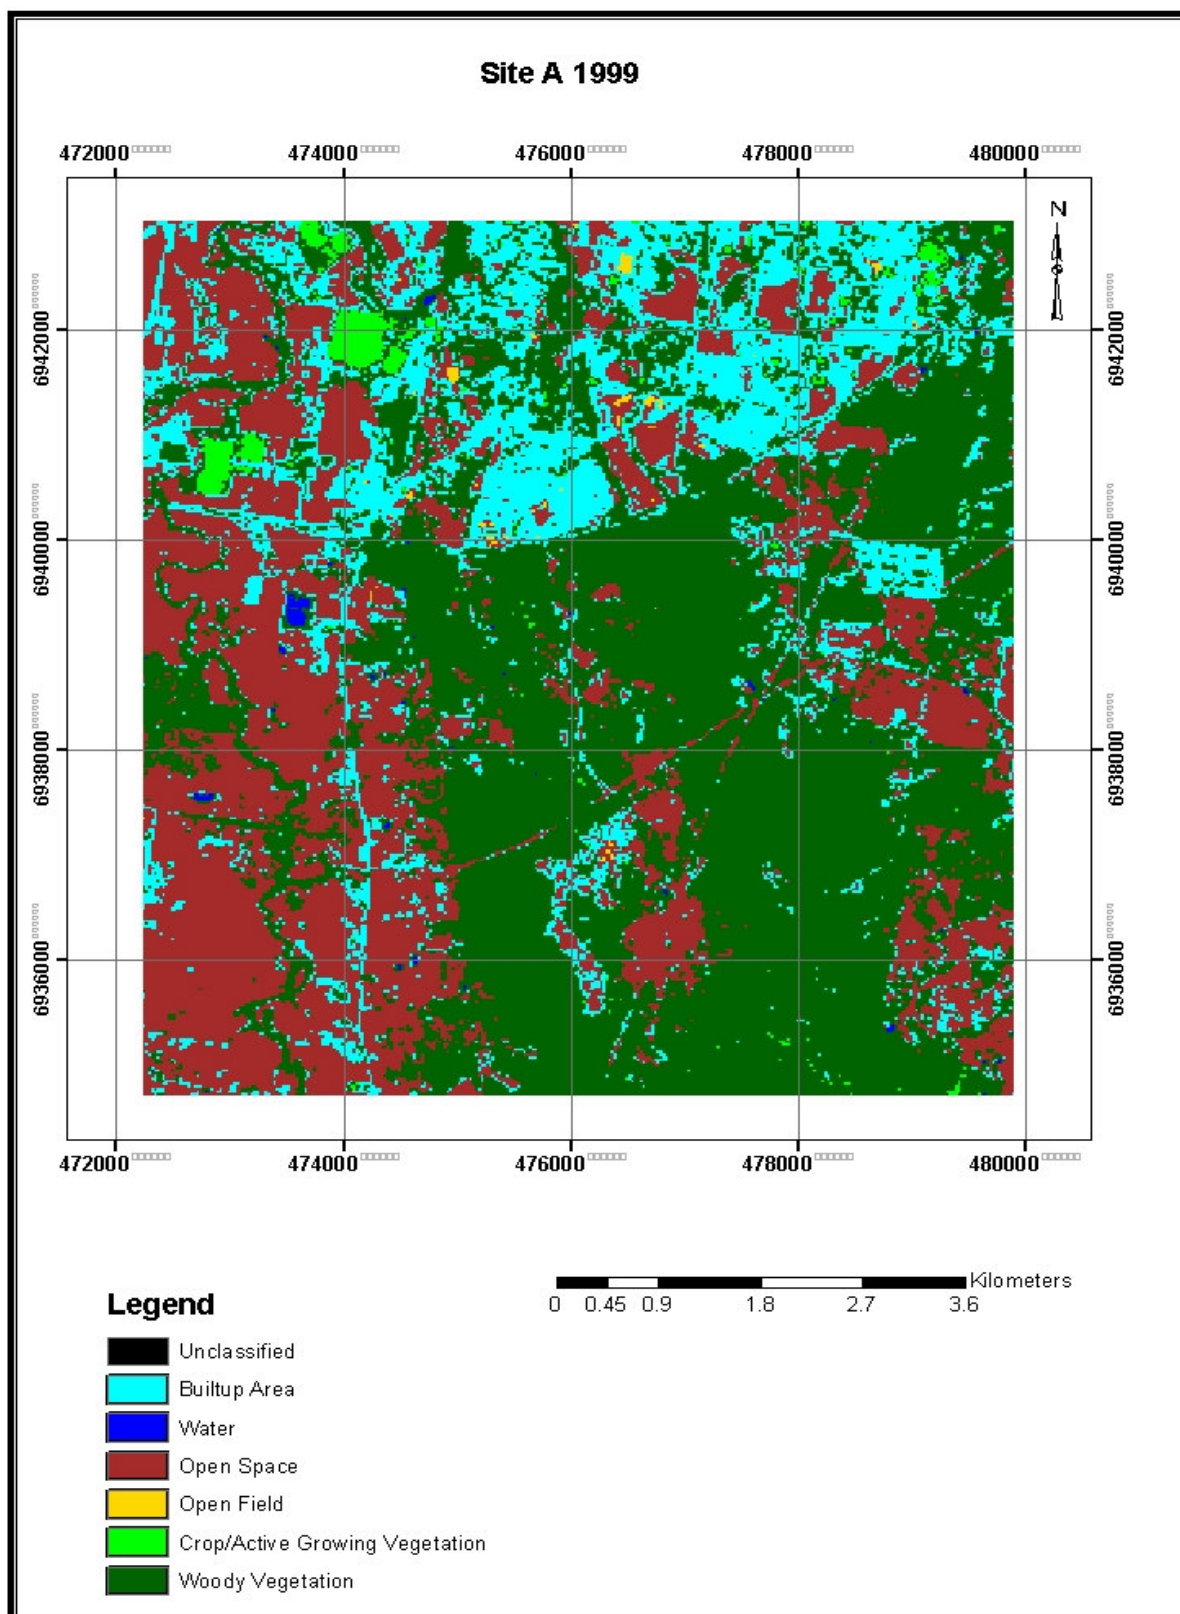 Site A 1999
472000 474000 476000 478000 480000
N
6942000 6942000
6940000 6940000
6938000 6938000
6936000 6936000
472000 474000 476000 478000 480000
Kilometers
0 0.45 0.9 1.8 2.7 3.6
Legend
Unclassified
Builtup Area
Water
Open Space
Open Field
Crop/Active Growing Vegetation
Woody Vegetation